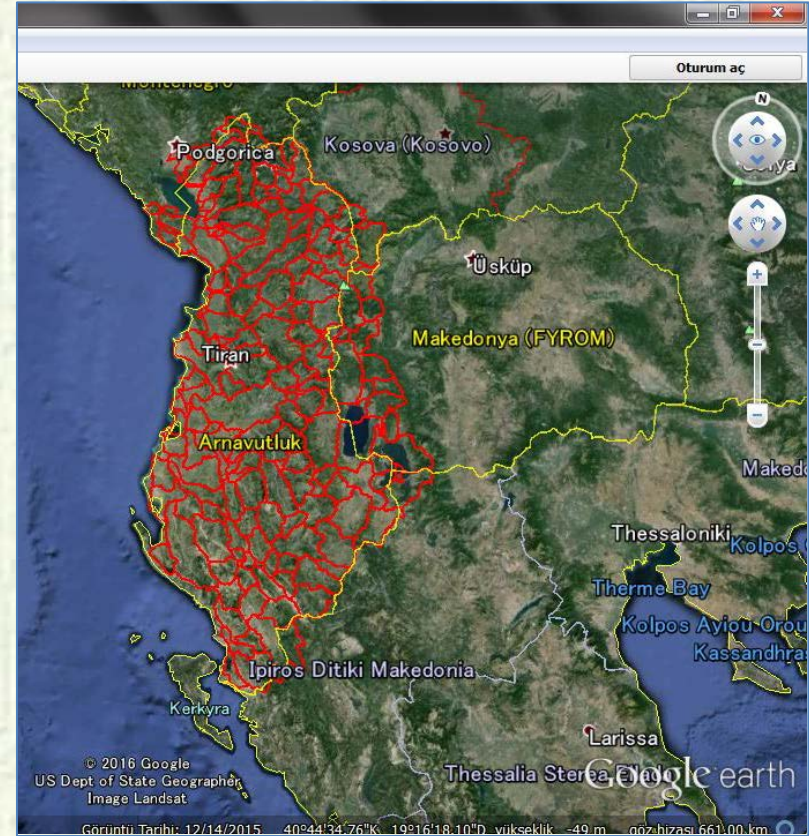 Oturum aç
Montenegro
N
Podgorica
Kosova (Kosovo)
Üsküp
Makedonya (FYROM)
Tiran
Arnavutluk
Thessaloniki
Therme Bay
Kolpos Ayiou Orou
Kassandhras
Ipiros Ditiki Makedonia
Kerkyra
Larissa
Thessalia Sterea Ellada
Google earth
© 2016 Google
US Dept of State Geographer
Image Landsat
Görüntü Tarihi: 12/14/2015 40°44'34.76"K 19°16'18.10"D yükseklik -49 m göz hizası 661.00 km